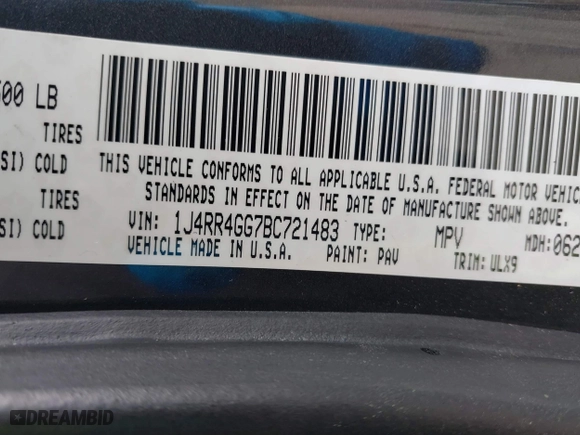 500 LB
TIRES
SI) COLD
TIRES
SI) COLD
THIS VEHICLE CONFORMS TO ALL APPLICABLE U.S.A. FEDERAL MOTOR VEHIC
STANDARDS IN EFFECT ON THE DATE OF MANUFACTURE SHOWN ABOVE.
VIN: 1J4RR4GG7BC721483 TYPE: MPV MDH: 062
VEHICLE MADE IN U.S.A. PAINT: PAV TRIM: ULX9
DREAMBID